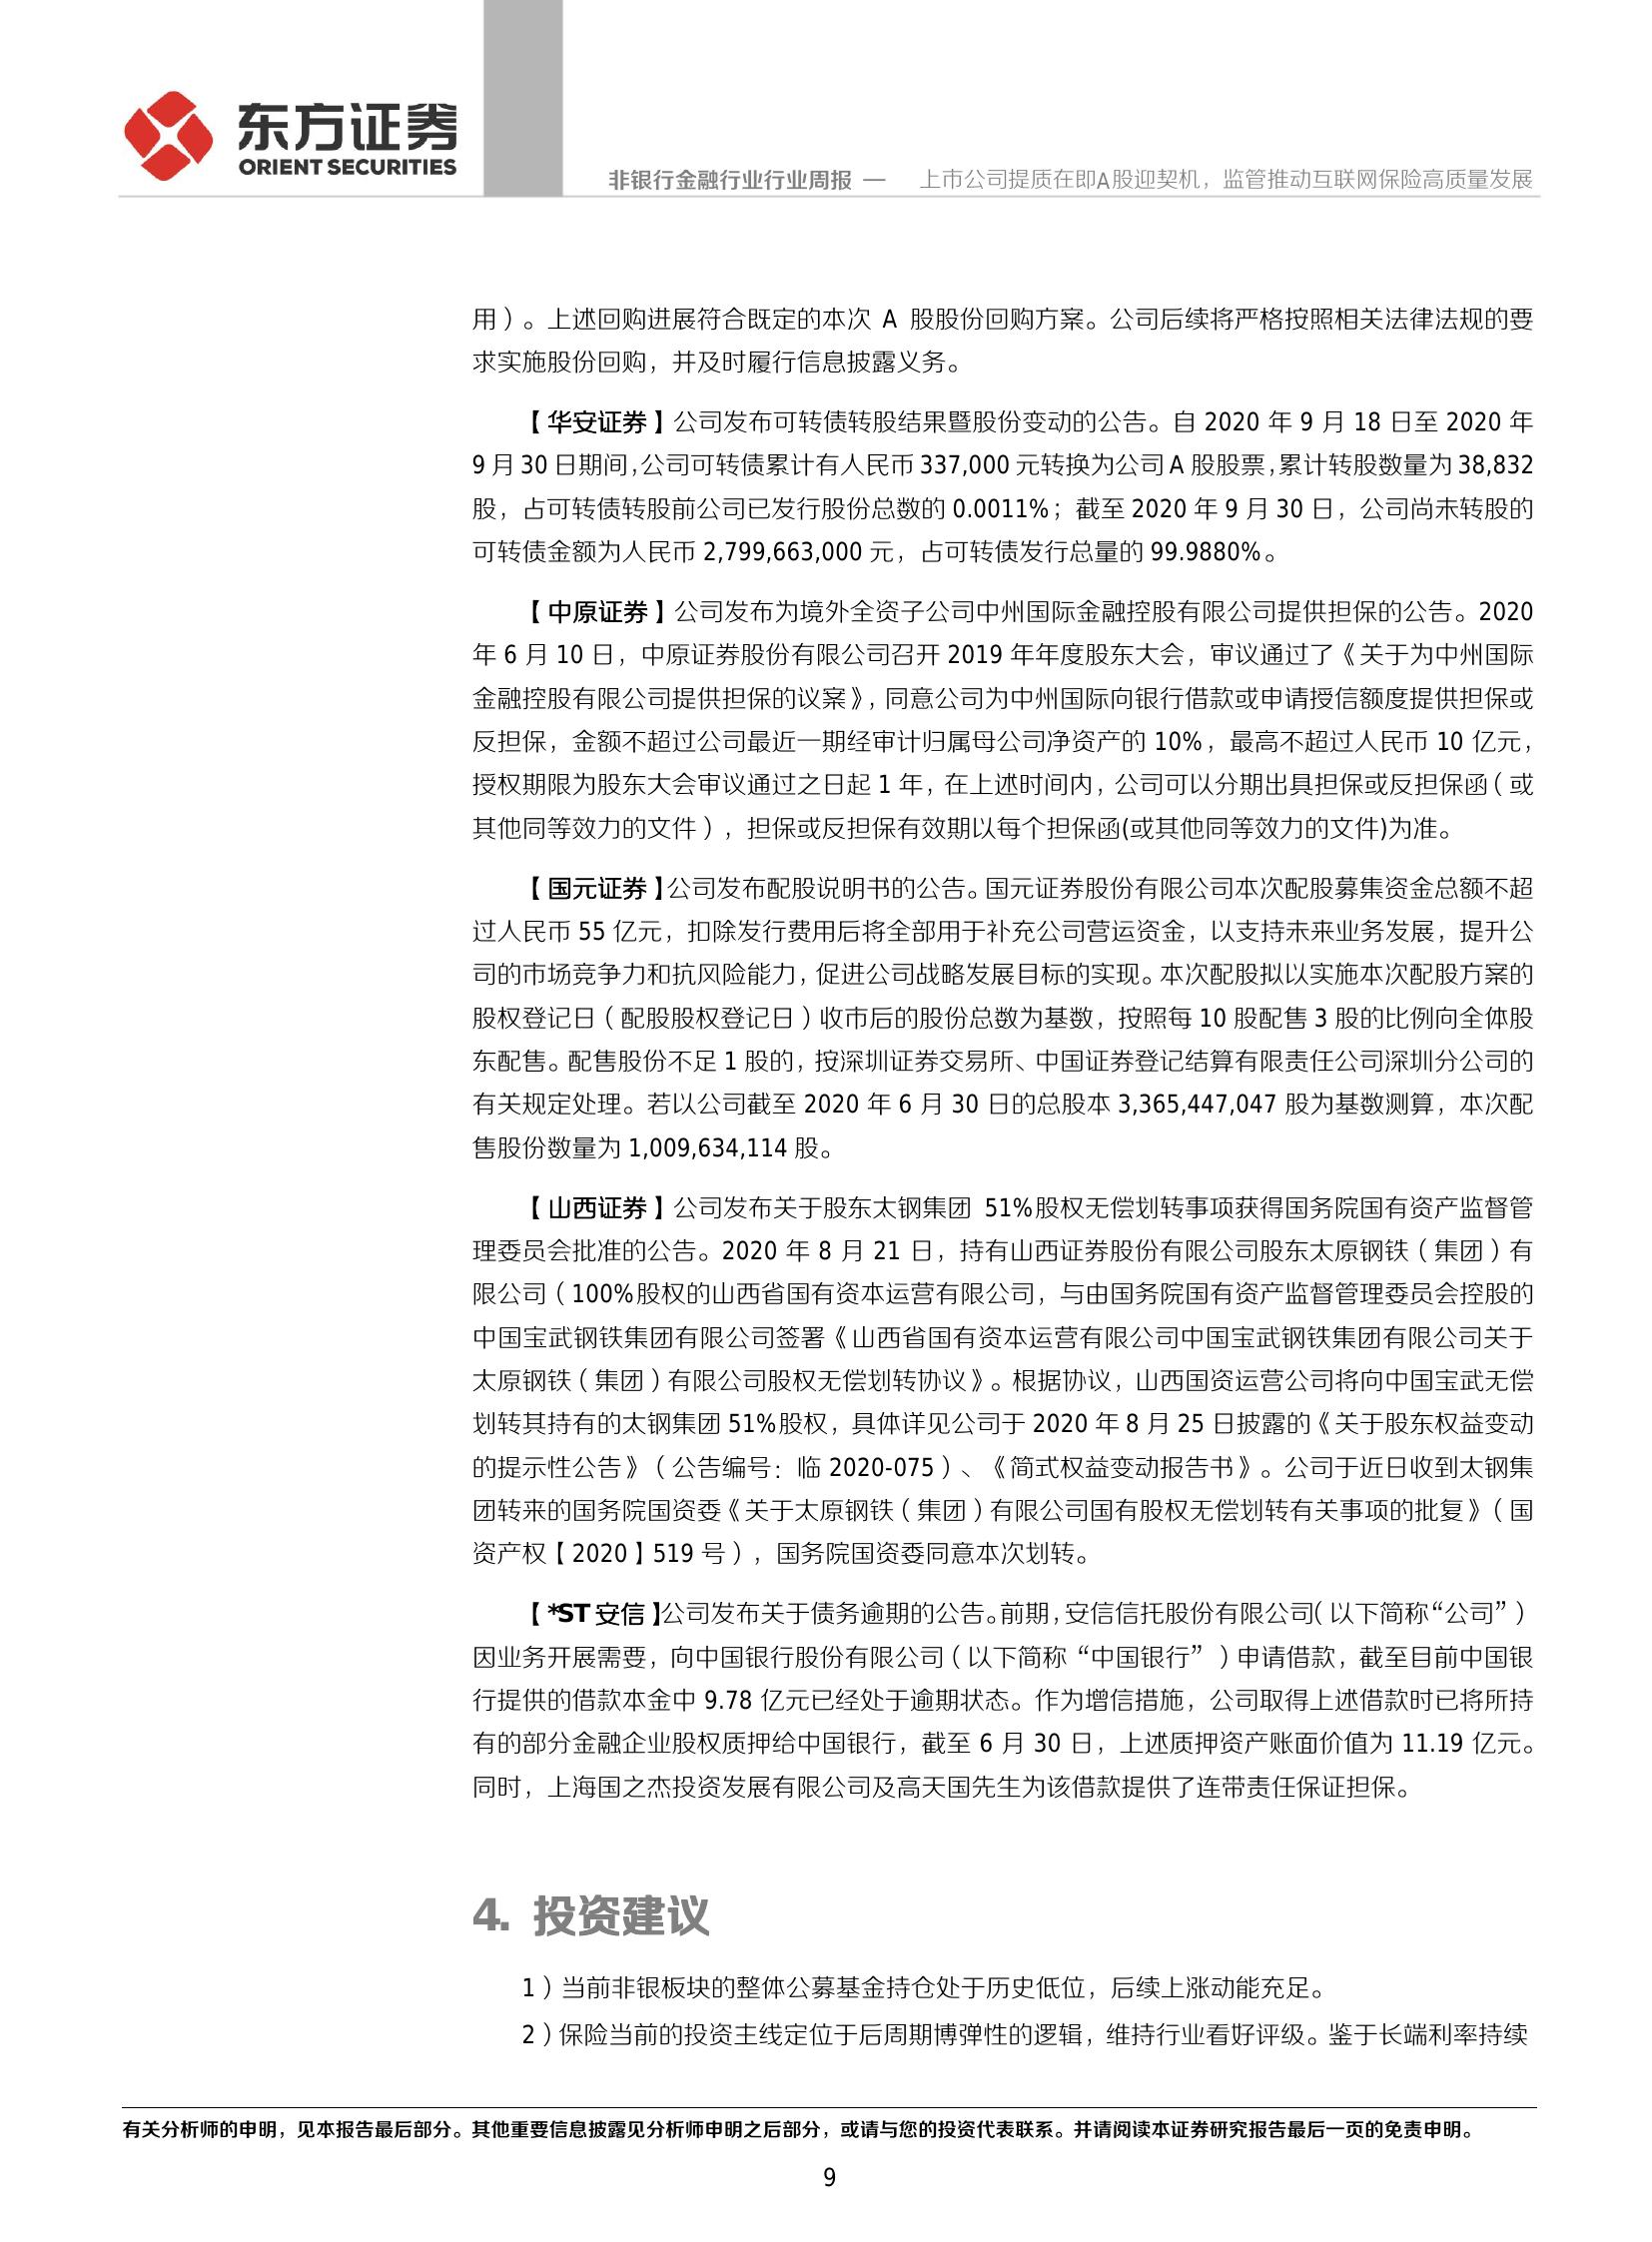 东方证券
ORIENT SECURITIES
非银行金融行业行业周报 — 上市公司提质在即A股迎契机，监管推动互联网保险高质量发展
用）。上述回购进展符合既定的本次 A 股股份回购方案。公司后续将严格按照相关法律法规的要
求实施股份回购，并及时履行信息披露义务。
【华安证券】公司发布可转债转股结果暨股份变动的公告。自 2020 年 9 月 18 日至 2020 年
9 月 30 日期间，公司可转债累计有人民币 337,000 元转换为公司 A 股股票，累计转股数量为 38,832
股，占可转债转股前公司已发行股份总数的 0.0011%；截至 2020 年 9 月 30 日，公司尚未转股的
可转债金额为人民币 2,799,663,000 元，占可转债发行总量的 99.9880%。
【中原证券】公司发布为境外全资子公司中州国际金融控股有限公司提供担保的公告。2020
年 6 月 10 日，中原证券股份有限公司召开 2019 年年度股东大会，审议通过了《关于为中州国际
金融控股有限公司提供担保的议案》，同意公司为中州国际向银行借款或申请授信额度提供担保或
反担保，金额不超过公司最近一期经审计归属母公司净资产的 10%，最高不超过人民币 10 亿元，
授权期限为股东大会审议通过之日起 1 年，在上述时间内，公司可以分期出具担保或反担保函（或
其他同等效力的文件），担保或反担保有效期以每个担保函(或其他同等效力的文件)为准。
【国元证券】公司发布配股说明书的公告。国元证券股份有限公司本次配股募集资金总额不超
过人民币 55 亿元，扣除发行费用后将全部用于补充公司营运资金，以支持未来业务发展，提升公
司的市场竞争力和抗风险能力，促进公司战略发展目标的实现。本次配股拟以实施本次配股方案的
股权登记日（配股股权登记日）收市后的股份总数为基数，按照每 10 股配售 3 股的比例向全体股
东配售。配售股份不足 1 股的，按深圳证券交易所、中国证券登记结算有限责任公司深圳分公司的
有关规定处理。若以公司截至 2020 年 6 月 30 日的总股本 3,365,447,047 股为基数测算，本次配
售股份数量为 1,009,634,114 股。
【山西证券】公司发布关于股东太钢集团 51%股权无偿划转事项获得国务院国有资产监督管
理委员会批准的公告。2020 年 8 月 21 日，持有山西证券股份有限公司股东太原钢铁（集团）有
限公司（100%股权的山西省国有资本运营有限公司，与由国务院国有资产监督管理委员会控股的
中国宝武钢铁集团有限公司签署《山西省国有资本运营有限公司中国宝武钢铁集团有限公司关于
太原钢铁（集团）有限公司股权无偿划转协议》。根据协议，山西国资运营公司将向中国宝武无偿
划转其持有的太钢集团 51%股权，具体详见公司于 2020 年 8 月 25 日披露的《关于股东权益变动
的提示性公告》（公告编号：临 2020-075）、《简式权益变动报告书》。公司于近日收到太钢集
团转来的国务院国资委《关于太原钢铁（集团）有限公司国有股权无偿划转有关事项的批复》（国
资产权【2020】519 号），国务院国资委同意本次划转。
【*ST 安信】公司发布关于债务逾期的公告。前期，安信信托股份有限公司（以下简称“公司”）
因业务开展需要，向中国银行股份有限公司（以下简称“中国银行”）申请借款，截至目前中国银
行提供的借款本金中 9.78 亿元已经处于逾期状态。作为增信措施，公司取得上述借款时已将所持
有的部分金融企业股权质押给中国银行，截至 6 月 30 日，上述质押资产账面价值为 11.19 亿元。
同时，上海国之杰投资发展有限公司及高天国先生为该借款提供了连带责任保证担保。
4. 投资建议
1）当前非银板块的整体公募基金持仓处于历史低位，后续上涨动能充足。
2）保险当前的投资主线定位于后周期博弹性的逻辑，维持行业看好评级。鉴于长端利率持续
有关分析师的申明，见本报告最后部分。其他重要信息披露见分析师申明之后部分，或请与您的投资代表联系。并请阅读本证券研究报告最后一页的免责申明。
9